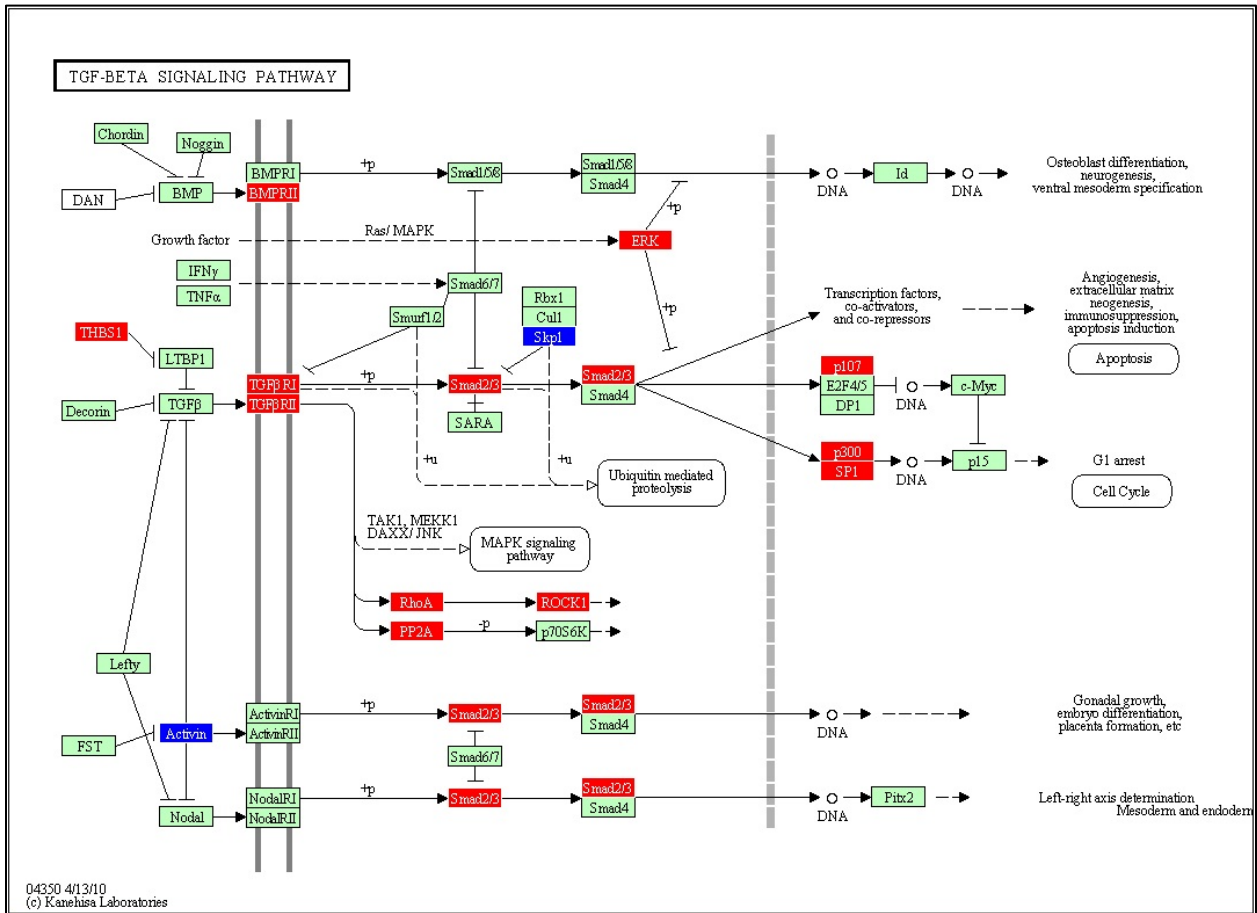 TGF-BETA SIGNALING PATHWAY
Chordin
Noggin
DAN
BMP
BMPRI
BMPRII
+p
Smad1/5/8
Smad1/5/8
Smad4
DNA
Id
DNA
Osteoblast differentiation,
neurogenesis,
ventral mesoderm specification
Growth factor
Ras/ MAPK
ERK
+p
+p
IFNγ
TNFα
Smad6/7
Rbx1
Cul1
Skp1
Smurf1/2
Transcription factors,
co-activators,
and co-repressors
Angiogenesis,
extracellular matrix
neogenesis,
immunosuppression,
apoptosis induction
Apoptosis
THBS1
LTBP1
Decorin
TGFβ
TGFβRI
TGFβRII
+p
Smad2/3
SARA
Smad2/3
Smad4
p107
E2F4/5
DP1
DNA
c-Myc
+u
+u
Ubiquitin mediated
proteolysis
p300
SP1
DNA
p15
G1 arrest
Cell Cycle
TAK1, MEKK1
DAXX/ JNK
MAPK signaling
pathway
RhoA
ROCK1
PP2A
-p
p70S6K
Lefty
FST
Activin
ActivinRI
ActivinRII
+p
Smad2/3
Smad2/3
Smad4
DNA
Gonadal growth,
embryo differentiation,
placenta formation, etc
Smad6/7
Nodal
NodalRI
NodalRII
+p
Smad2/3
Smad2/3
Smad4
DNA
Pitx2
Left-right axis determination
Mesoderm and endoderm
04350 4/13/10
(c) Kanehisa Laboratories